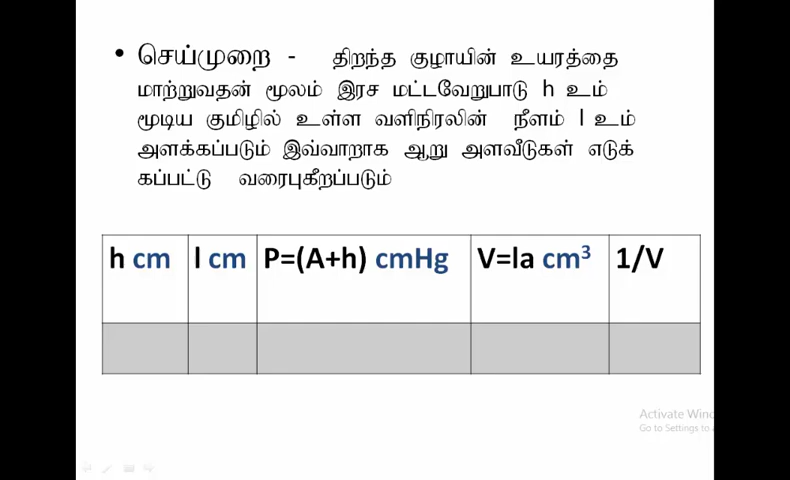 • செய்முறை - திறந்த குழாயின் உயரத்தை
மாற்றுவதன் மூலம் இரச மட்டவேறுபாடு h உம்
மூடிய குமிழில் உள்ள வளிநிரலின் நீளம் l உம்
அளக்கப்படும் இவ்வாறாக ஆறு அளவீடுகள் எடுக்
கப்பட்டு வரைபுகீறப்படும்
h cm l cm P=(A+h) cmHg V=la cm³ 1/V
Activate Wind
Go to Settings to